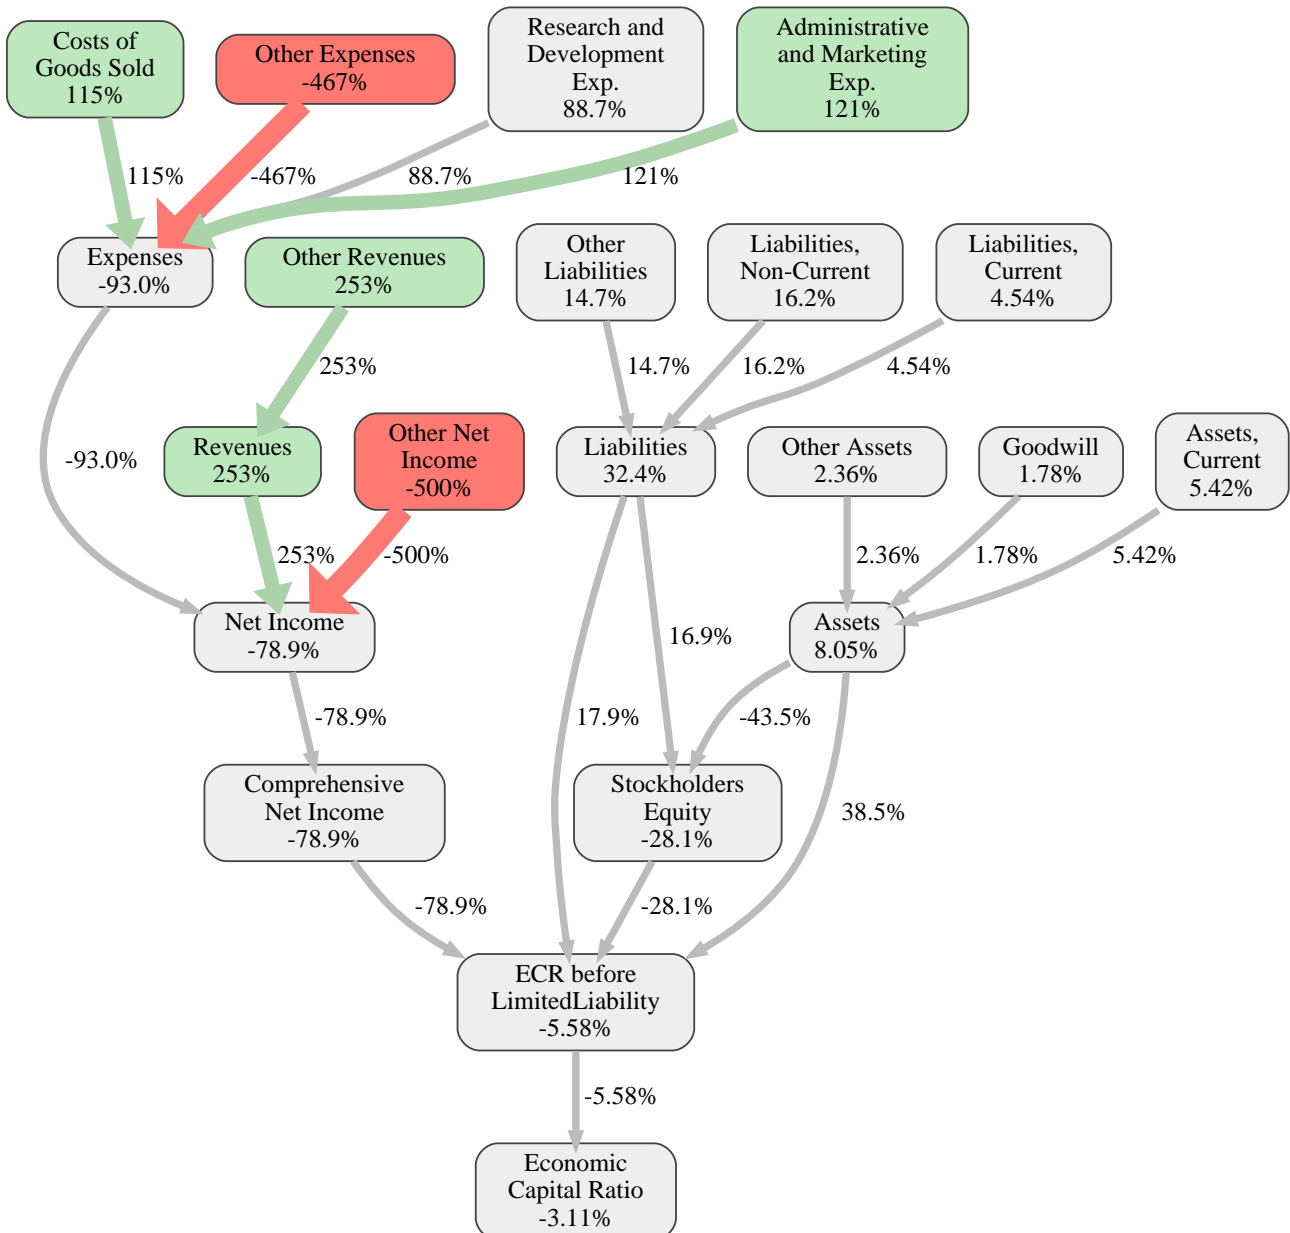 Costs of
Goods Sold
115%
Other Expenses
-467%
Research and
Development
Exp.
88.7%
Administrative
and Marketing
Exp.
121%
115%
-467%
88.7%
121%
Expenses
-93.0%
Other Revenues
253%
Other
Liabilities
14.7%
Liabilities,
Non-Current
16.2%
Liabilities,
Current
4.54%
253%
14.7%
16.2%
4.54%
-93.0%
Revenues
253%
Other Net
Income
-500%
Liabilities
32.4%
Other Assets
2.36%
Goodwill
1.78%
Assets,
Current
5.42%
253%
-500%
2.36%
1.78%
5.42%
Net Income
-78.9%
16.9%
Assets
8.05%
-78.9%
17.9%
-43.5%
Comprehensive
Net Income
-78.9%
Stockholders
Equity
-28.1%
38.5%
-78.9%
-28.1%
ECR before
LimitedLiability
-5.58%
-5.58%
Economic
Capital Ratio
-3.11%